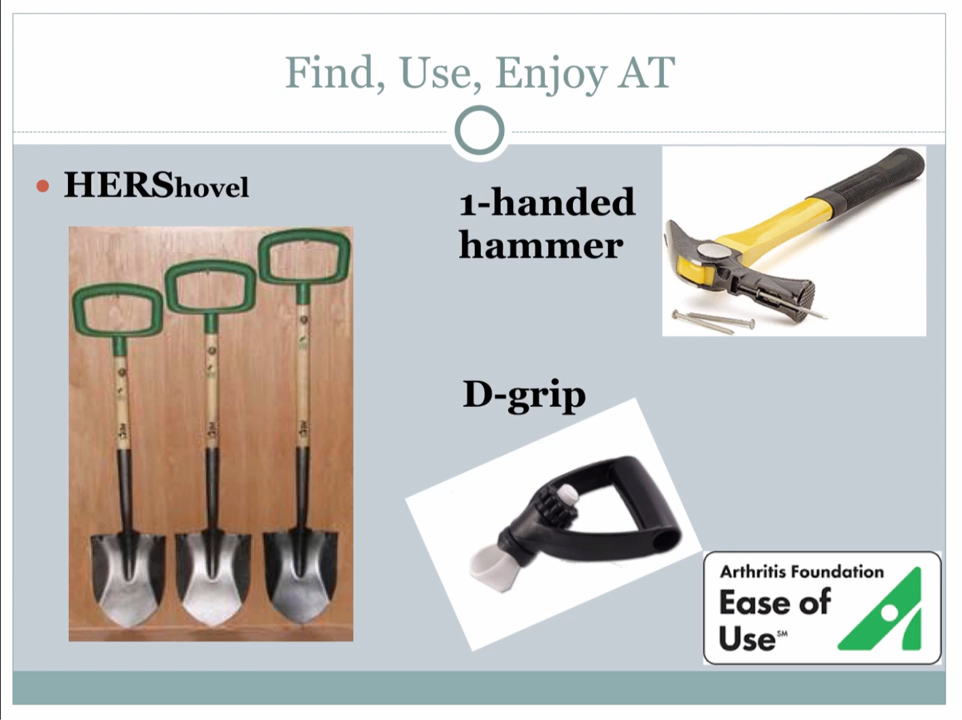 Find, Use, Enjoy AT
HERShovel
1-handed
hammer
D-grip
Arthritis Foundation
Ease of
Use℠